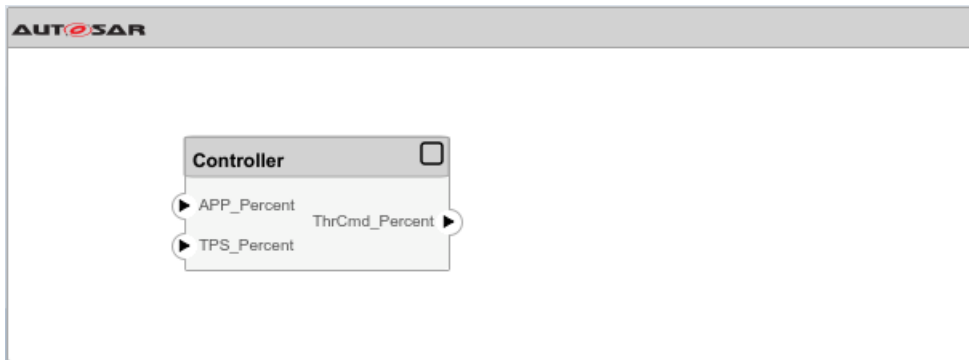 AUTOSAR
Controller
APP_Percent
ThrCmd_Percent
TPS_Percent